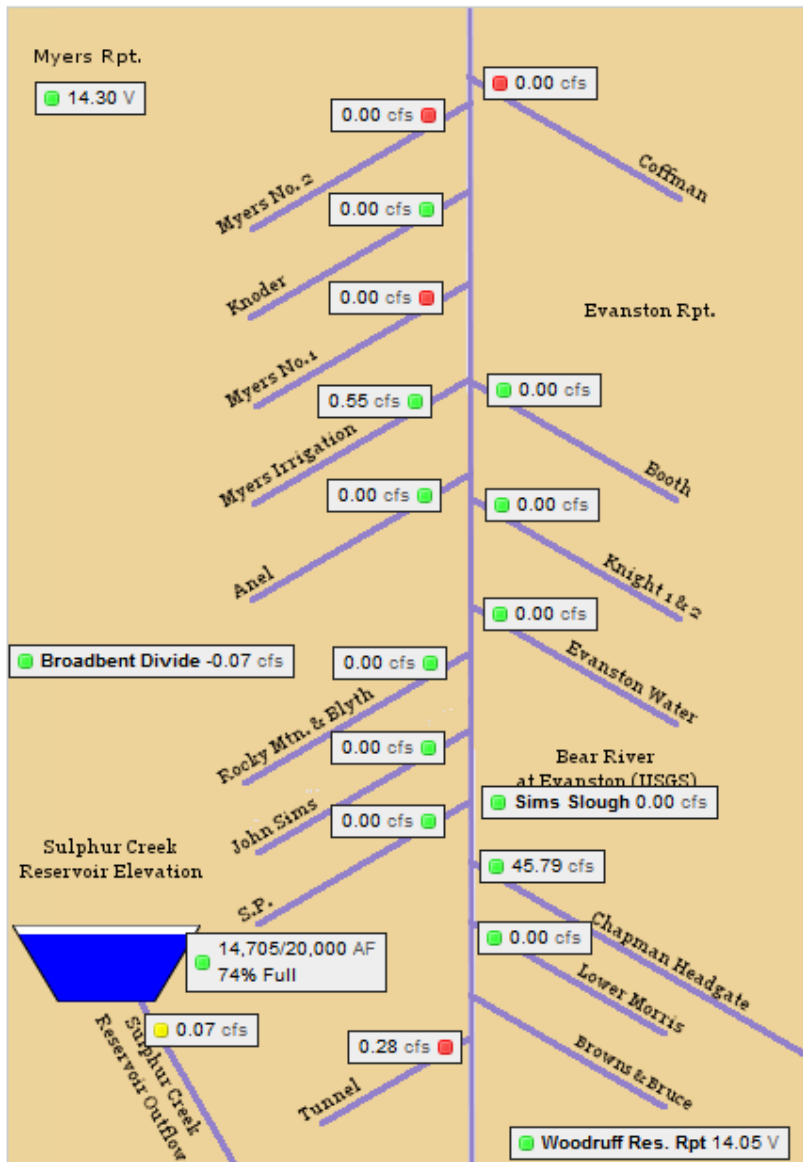 Myers Rpt.
14.30 V
0.00 cfs
Coffman
0.00 cfs
Myers No. 2
0.00 cfs
Knoder
Evanston Rpt.
0.00 cfs
Myers No.1
0.00 cfs
Booth
0.55 cfs
Myers Irrigation
0.00 cfs
Anel
0.00 cfs
Knight 1 & 2
0.00 cfs
Evanston Water
Broadbent Divide -0.07 cfs
0.00 cfs
Rocky Mtn. & Blyth
0.00 cfs
John Sims
Bear River
at Evanston (USGS)
Sims Slough 0.00 cfs
0.00 cfs
S.P.
Sulphur Creek
Reservoir Elevation
45.79 cfs
Chapman Headgate
14,705/20,000 AF
74% Full
0.00 cfs
Lower Morris
0.07 cfs
Sulphur Creek
Reservoir Outflow
0.28 cfs
Tunnel
Browns & Bruce
Woodruff Res. Rpt 14.05 V